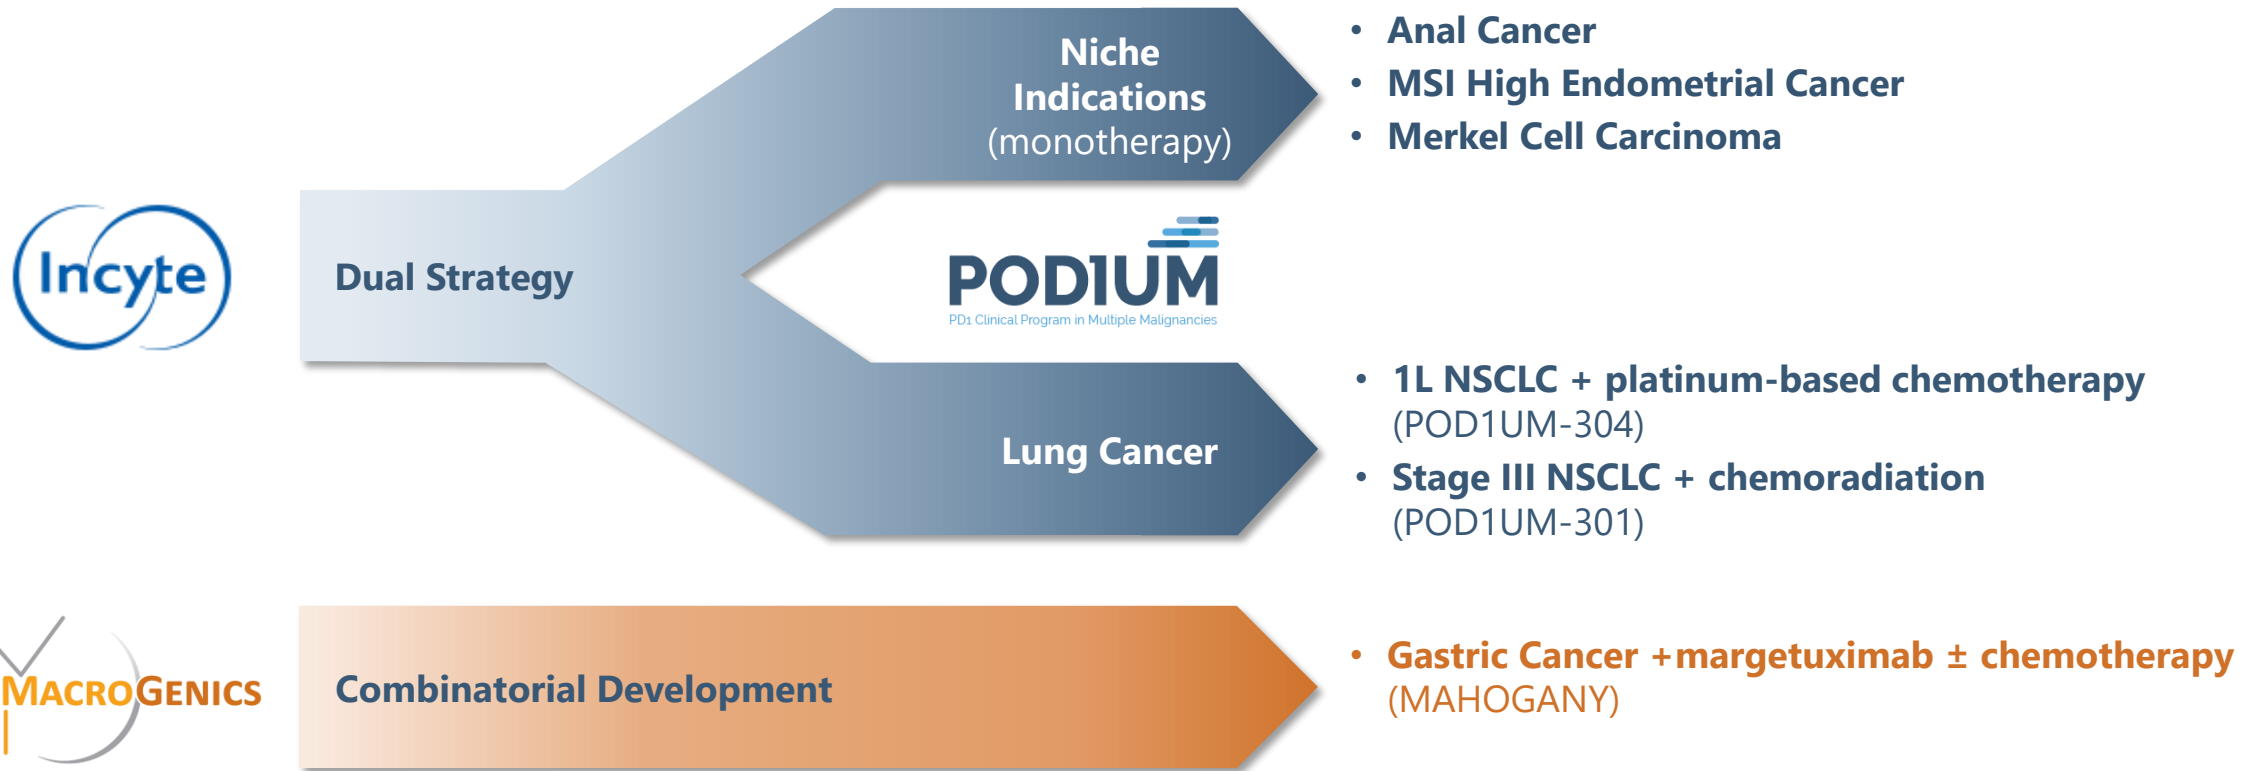 Niche
Indications
(monotherapy)
• Anal Cancer
• MSI High Endometrial Cancer
• Merkel Cell Carcinoma
Incyte
Dual Strategy
POD1UM
PD1 Clinical Program in Multiple Malignancies
Lung Cancer
• 1L NSCLC + platinum-based chemotherapy
(POD1UM-304)
• Stage III NSCLC + chemoradiation
(POD1UM-301)
MACROGENICS
Combinatorial Development
• Gastric Cancer +margetuximab ± chemotherapy
(MAHOGANY)